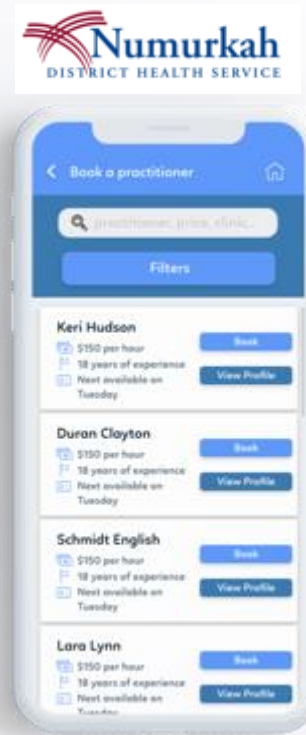 Numurkah
DISTRICT HEALTH SERVICE
Book a practitioner
practitioner, price, clinic...
Filters
Keri Hudson
$150 per hour
18 years of experience
Next available on
Tuesday
Book
View Profile
Duran Clayton
$150 per hour
18 years of experience
Next available on
Tuesday
Book
View Profile
Schmidt English
$150 per hour
18 years of experience
Next available on
Tuesday
Book
View Profile
Lara Lynn
$150 per hour
18 years of experience
Next available on
Tuesday
Book
View Profile